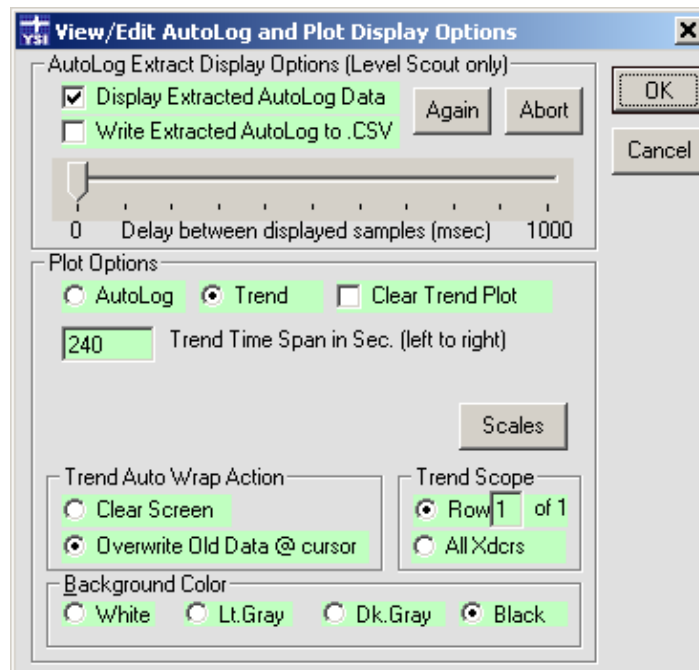 YSI View/Edit AutoLog and Plot Display Options
AutoLog Extract Display Options (Level Scout only)
Display Extracted AutoLog Data
Write Extracted AutoLog to .CSV
Again
Abort
OK
Cancel
0 Delay between displayed samples (msec) 1000
Plot Options
AutoLog Trend Clear Trend Plot
240 Trend Time Span in Sec. (left to right)
Scales
Trend Auto Wrap Action
Clear Screen
Overwrite Old Data @ cursor
Trend Scope
Row 1 of 1
All Xdcrs
Background Color
White Lt.Gray Dk.Gray Black